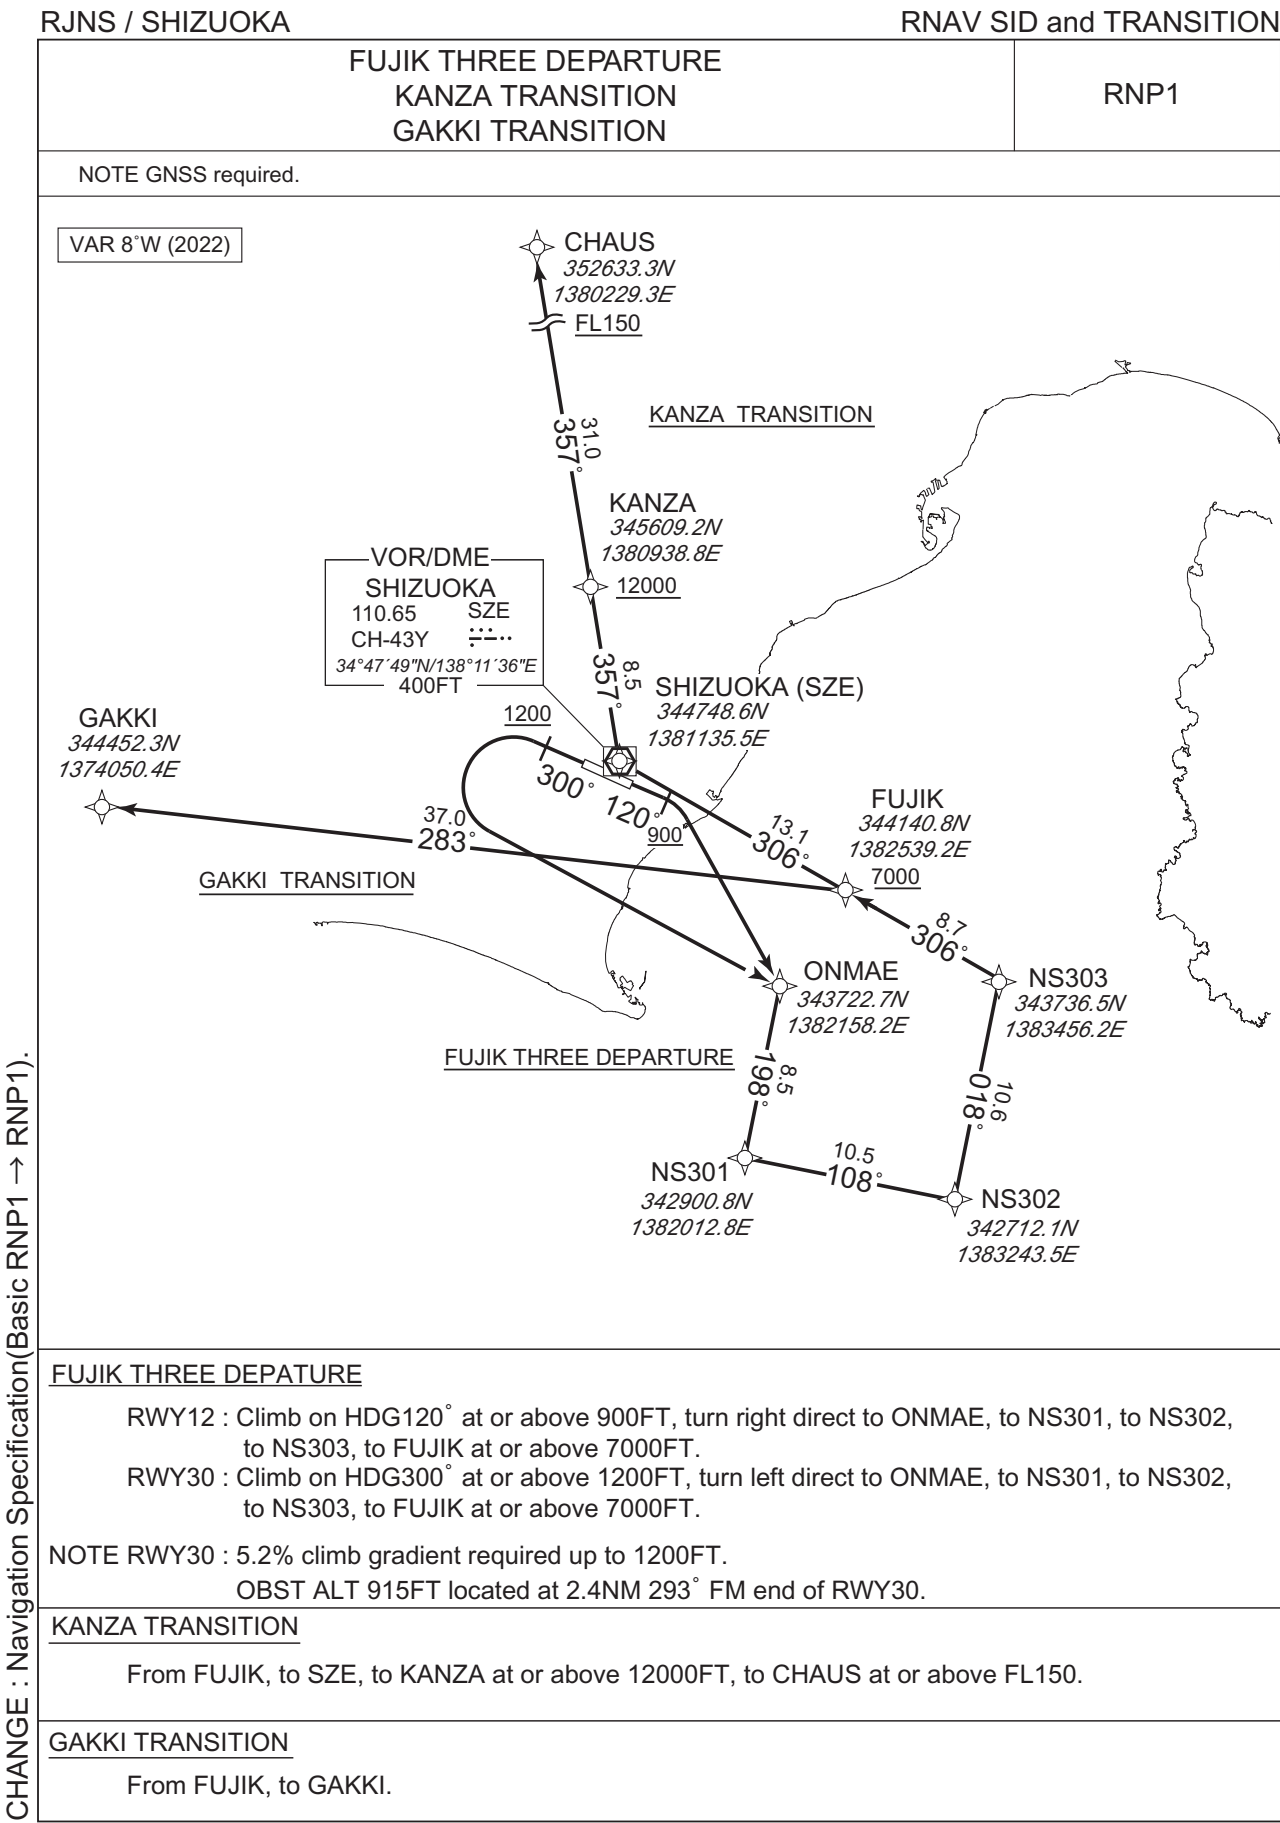 RJNS / SHIZUOKA
RNAV SID and TRANSITION
FUJIK THREE DEPARTURE
KANZA TRANSITION
GAKKI TRANSITION
RNP1
NOTE GNSS required.
VAR 8°W (2022)
CHAUS
352633.3N
1380229.3E
FL150
31.0
357°
KANZA TRANSITION
KANZA
345609.2N
1380938.8E
12000
VOR/DME
SHIZUOKA
110.65 SZE
CH-43Y
34°47´49"N/138°11´36"E
400FT
8.5
357°
SHIZUOKA (SZE)
344748.6N
1381135.5E
1200
GAKKI
344452.3N
1374050.4E
300°
120°
900
37.0
283°
GAKKI TRANSITION
13.1
306°
FUJIK
344140.8N
1382539.2E
7000
8.7
306°
ONMAE
343722.7N
1382158.2E
NS303
343736.5N
1383456.2E
FUJIK THREE DEPARTURE
8.5
198°
10.6
018°
NS301
342900.8N
1382012.8E
10.5
108°
NS302
342712.1N
1383243.5E
FUJIK THREE DEPATURE
RWY12 : Climb on HDG120° at or above 900FT, turn right direct to ONMAE, to NS301, to NS302,
to NS303, to FUJIK at or above 7000FT.
RWY30 : Climb on HDG300° at or above 1200FT, turn left direct to ONMAE, to NS301, to NS302,
to NS303, to FUJIK at or above 7000FT.
NOTE RWY30 : 5.2% climb gradient required up to 1200FT.
OBST ALT 915FT located at 2.4NM 293° FM end of RWY30.
KANZA TRANSITION
From FUJIK, to SZE, to KANZA at or above 12000FT, to CHAUS at or above FL150.
GAKKI TRANSITION
From FUJIK, to GAKKI.
CHANGE : Navigation Specification(Basic RNP1 → RNP1).